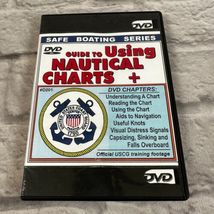 DVD
SAFE BOATING SERIES
DVD
GUIDE TO Using
NAUTICAL
CHARTS +
#D201
DVD CHAPTERS:
Understanding A Chart
Reading the Chart
Using the Chart
Aids to Navigation
Useful Knots
Visual Distress Signals
Capsizing, Sinking and
Falls Overboard
Official USCG training footage
DVD